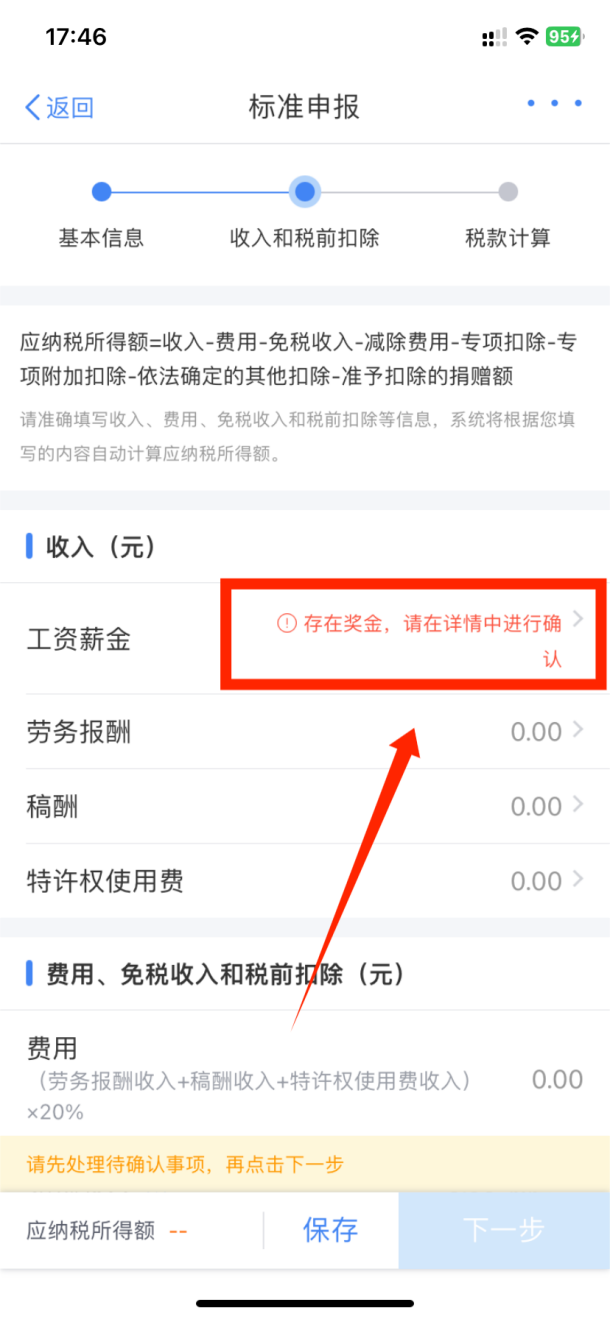 17:46
95
返回
标准申报
基本信息
收入和税前扣除
税款计算
应纳税所得额=收入-费用-免税收入-减除费用-专项扣除-专
项附加扣除-依法确定的其他扣除-准予扣除的捐赠额
请准确填写收入、费用、免税收入和税前扣除等信息，系统将根据您填
写的内容自动计算应纳税所得额。
收入（元）
工资薪金
存在奖金，请在详情中进行确
认
劳务报酬
0.00
稿酬
0.00
特许权使用费
0.00
费用、免税收入和税前扣除（元）
费用
（劳务报酬收入+稿酬收入+特许权使用费收入）
×20%
0.00
请先处理待确认事项，再点击下一步
应纳税所得额 --
保存
下一步